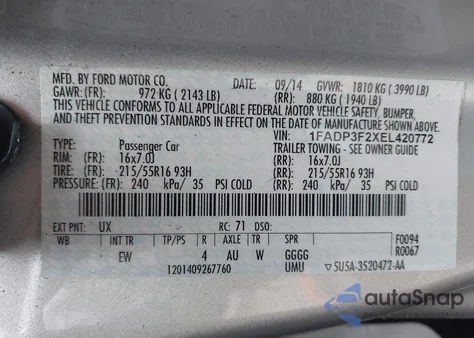 MFD. BY FORD MOTOR CO. DATE: 09/14 GVWR: 1810 KG ( 3990 LB)
GAWR: (FR): 972 KG ( 2143 LB) (RR): 880 KG ( 1940 LB)
THIS VEHICLE CONFORMS TO ALL APPLICABLE FEDERAL MOTOR VEHICLE SAFETY, BUMPER,
AND THEFT PREVENTION STANDARDS IN EFFECT ON THE DATE OF MANUFACTURE SHOWN ABOVE.
VIN: 1FADP3F2XEL420772
TYPE: Passenger Car TRAILER TOWING - SEE OWNER GUIDE
RIM: (FR): 16x7.0J (RR): 16x7.0J
TIRE: (FR): 215/55R16 93H (RR): 215/55R16 93H
PRESSURE: (FR): 240 kPa/ 35 PSI COLD (RR): 240 kPa/ 35 PSI COLD
EXT PNT: UX RC: 71 DSO:
WB INT TR TP/PS R AXLE TR SPR F0094
EW 4 AU W GGGG R0067
1201409267760 UMU ▽5U5A-3520472-AA
autoSnap